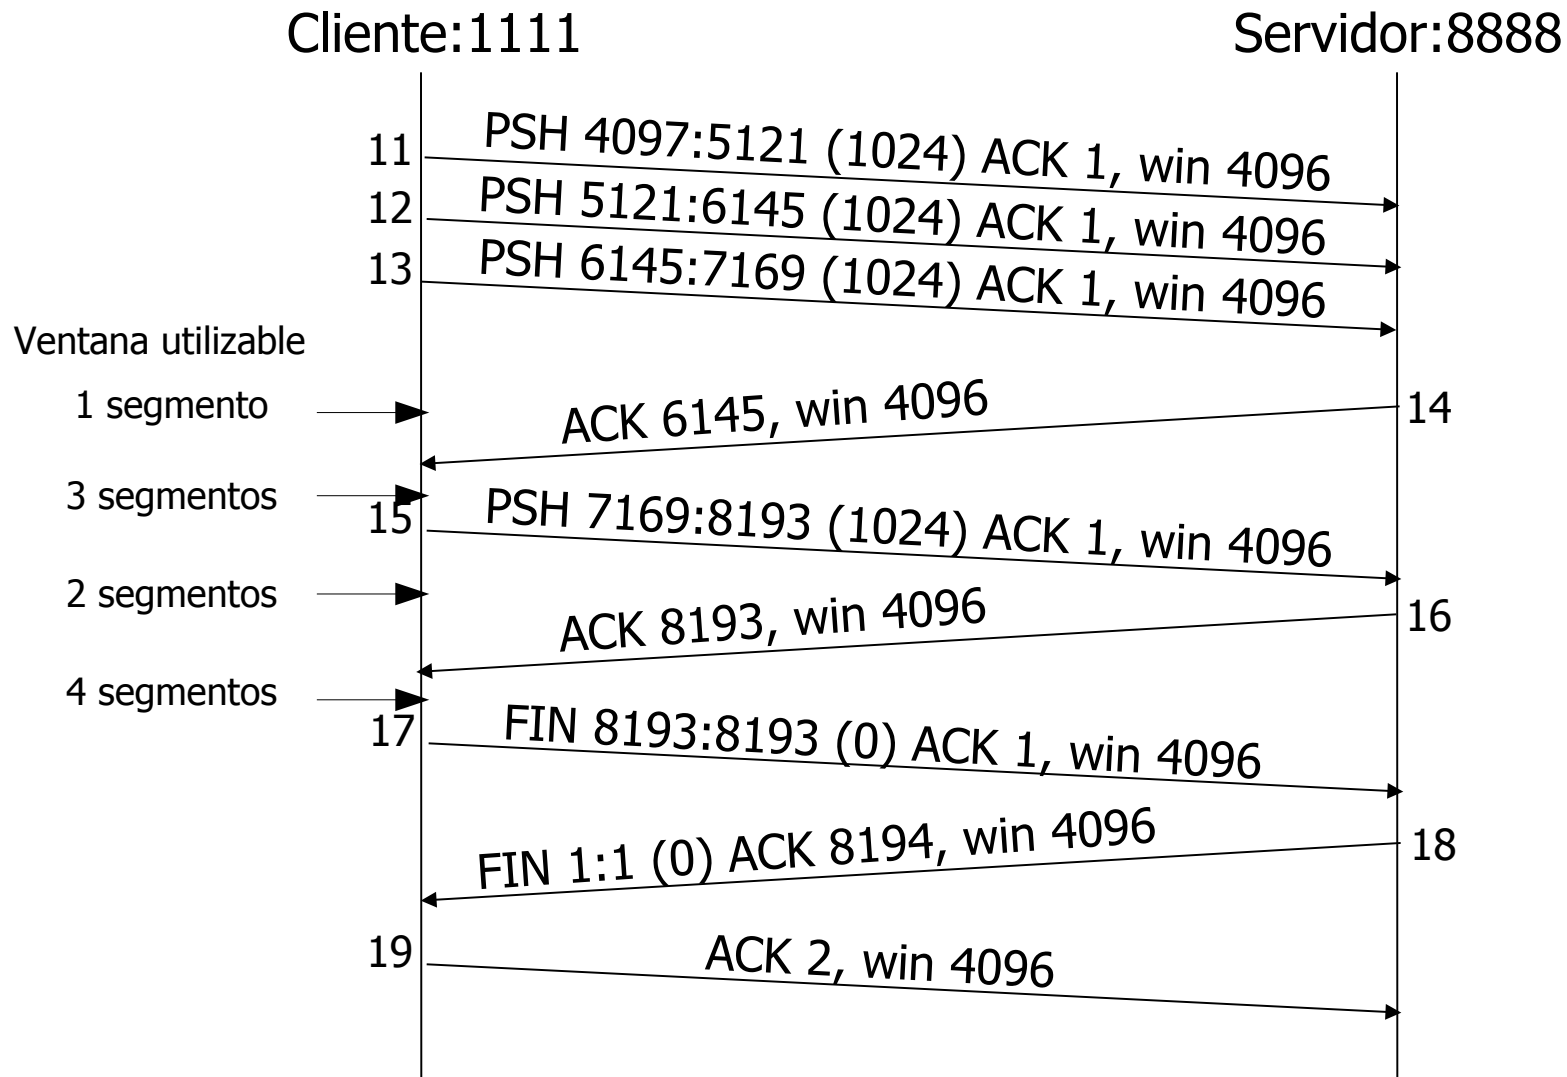 Cliente:1111
Servidor:8888
11
PSH 4097:5121 (1024) ACK 1, win 4096
12
PSH 5121:6145 (1024) ACK 1, win 4096
13
PSH 6145:7169 (1024) ACK 1, win 4096
Ventana utilizable
1 segmento
ACK 6145, win 4096
14
3 segmentos
15
PSH 7169:8193 (1024) ACK 1, win 4096
2 segmentos
ACK 8193, win 4096
16
4 segmentos
17
FIN 8193:8193 (0) ACK 1, win 4096
FIN 1:1 (0) ACK 8194, win 4096
18
19
ACK 2, win 4096